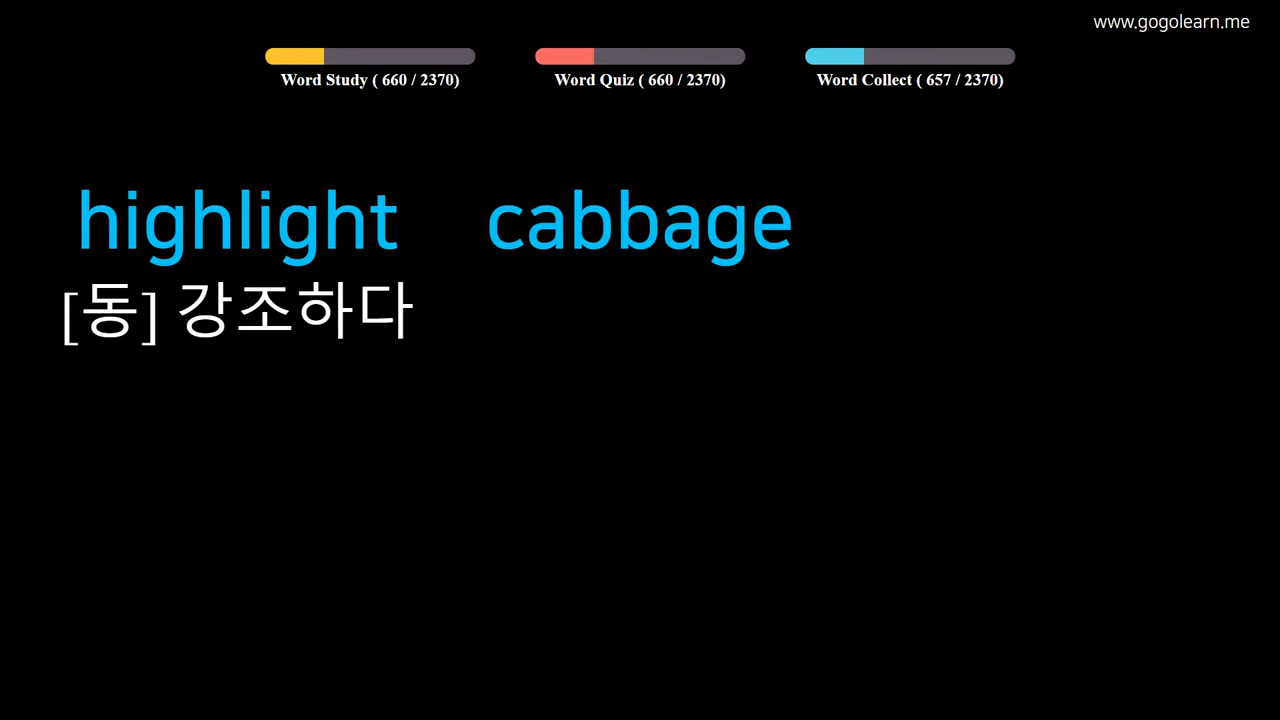 www.gogolearn.me
Word Study ( 660 / 2370)
Word Quiz ( 660 / 2370)
Word Collect ( 657 / 2370)
highlight cabbage
[동] 강조하다